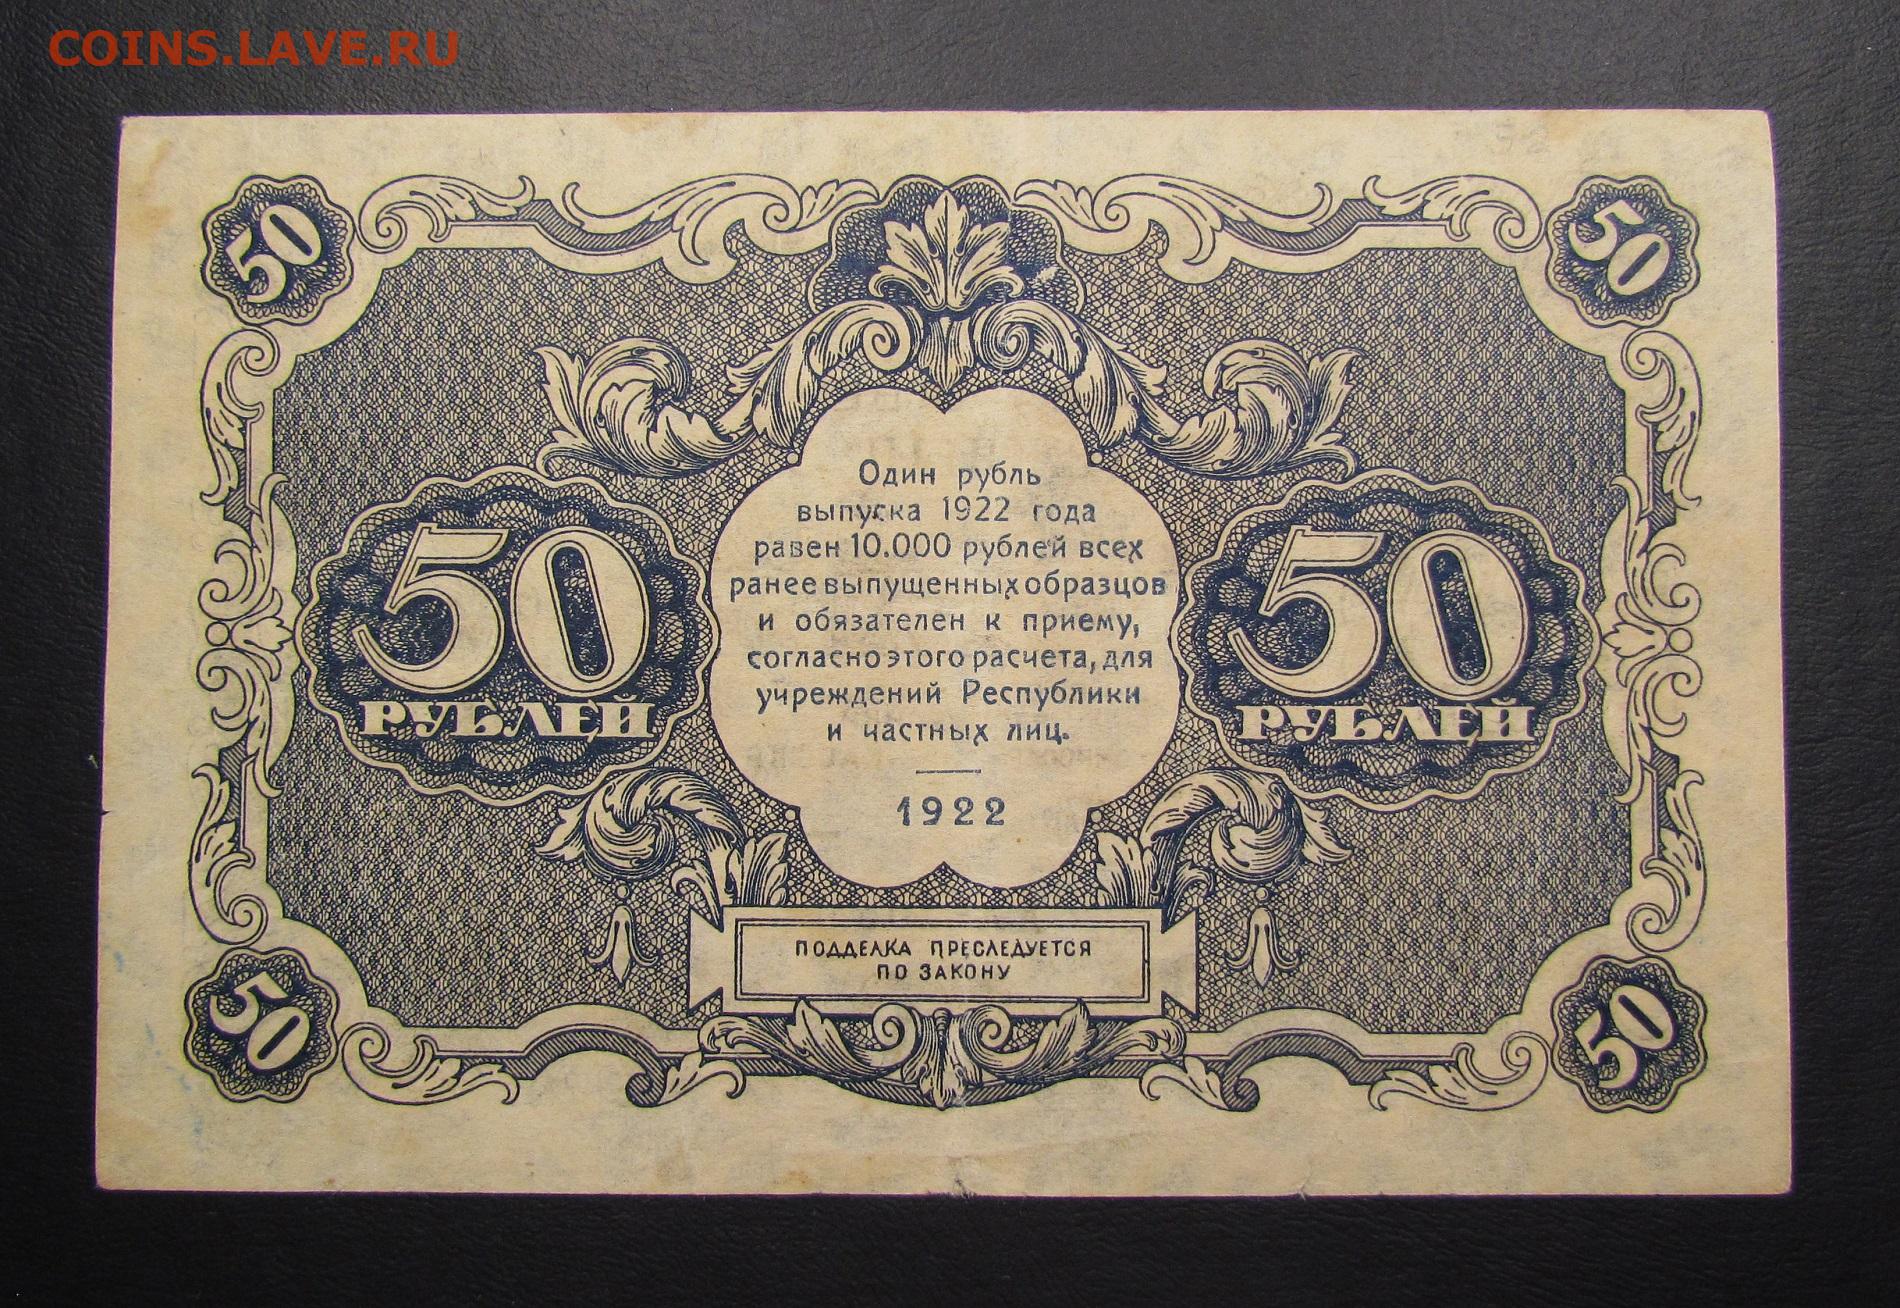 COINS.LAVE.RU
50
50
Один рубль
выпуска 1922 года
равен 10.000 рублей всех
ранее выпущенных образцов
и обязателен к приему,
согласно этого расчета, для
учреждений Республики
и частных лиц.
1922
50
РУБЛЕЙ
50
РУБЛЕЙ
ПОДДЕЛКА ПРЕСЛЕДУЕТСЯ
ПО ЗАКОНУ
50
50